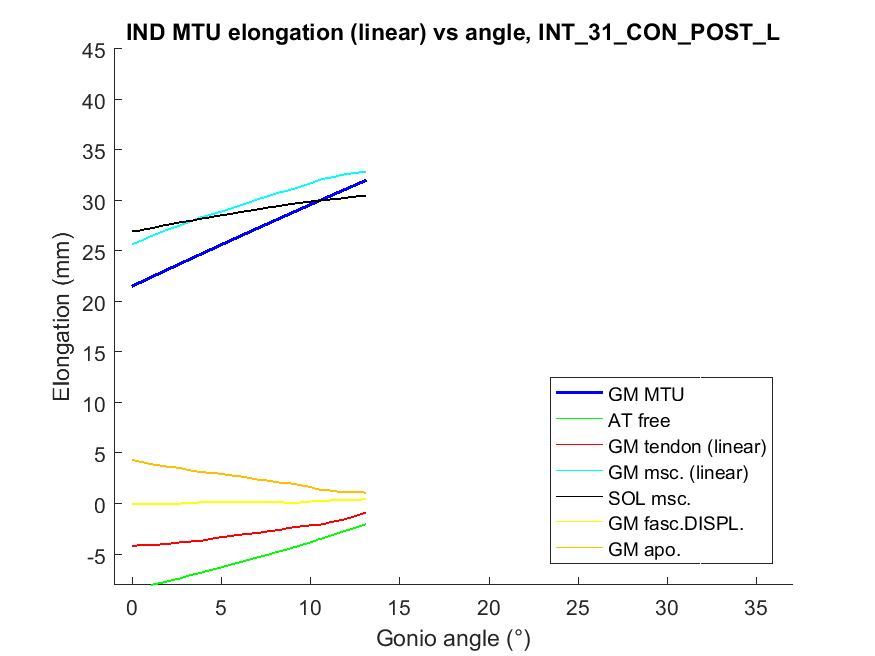 IND MTU elongation (linear) vs angle, INT_31_CON_POST_L
45
40
35
30
25
20
15
10
5
0
-5
Elongation (mm)
GM MTU
AT free
GM tendon (linear)
GM msc. (linear)
SOL msc.
GM fasc.DISPL.
GM apo.
0 5 10 15 20 25 30 35
Gonio angle (°)